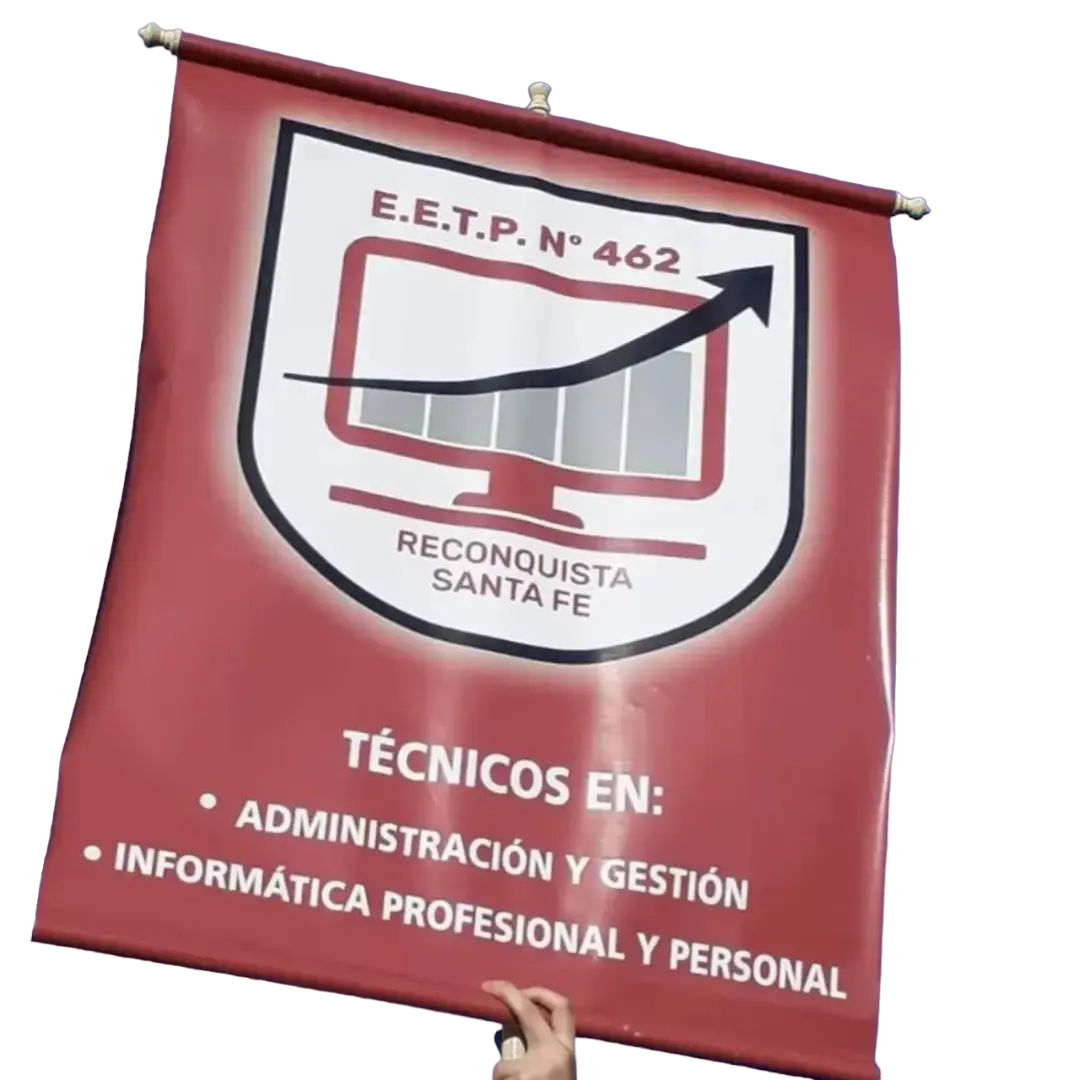 E.E.T.P. Nº 462
RECONQUISTA
SANTA FE
TÉCNICOS EN:
• ADMINISTRACIÓN Y GESTIÓN
• INFORMÁTICA PROFESIONAL Y PERSONAL